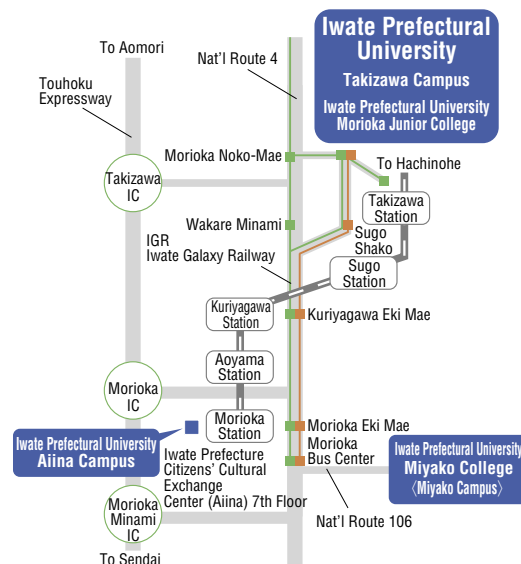 Iwate Prefectural
University
Takizawa Campus
Iwate Prefectural University
Morioka Junior College
To Aomori
Nat'l Route 4
Touhoku
Expressway
Morioka Noko-Mae
To Hachinohe
Takizawa
IC
Takizawa
Station
Wakare Minami
Sugo
Shako
IGR
Iwate Galaxy Railway
Sugo
Station
Kuriyagawa
Station
Kuriyagawa Eki Mae
Aoyama
Station
Morioka
IC
Morioka
Station
Morioka Eki Mae
Morioka
Bus Center
Iwate Prefectural University
Aiina Campus
Iwate Prefecture
Citizens' Cultural
Exchange
Center (Aiina) 7th Floor
Iwate Prefectural University
Miyako College
〈Miyako Campus〉
Morioka
Minami
IC
Nat'l Route 106
To Sendai